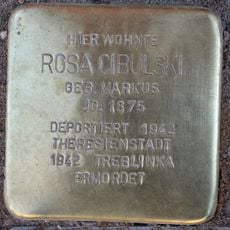 HIER WOHNTE
ROSA CIBULSKI
GEB. MARKUS
JG. 1875
DEPORTIERT 1942
THERESIENSTADT
1942 TREBLINKA
ERMORDET